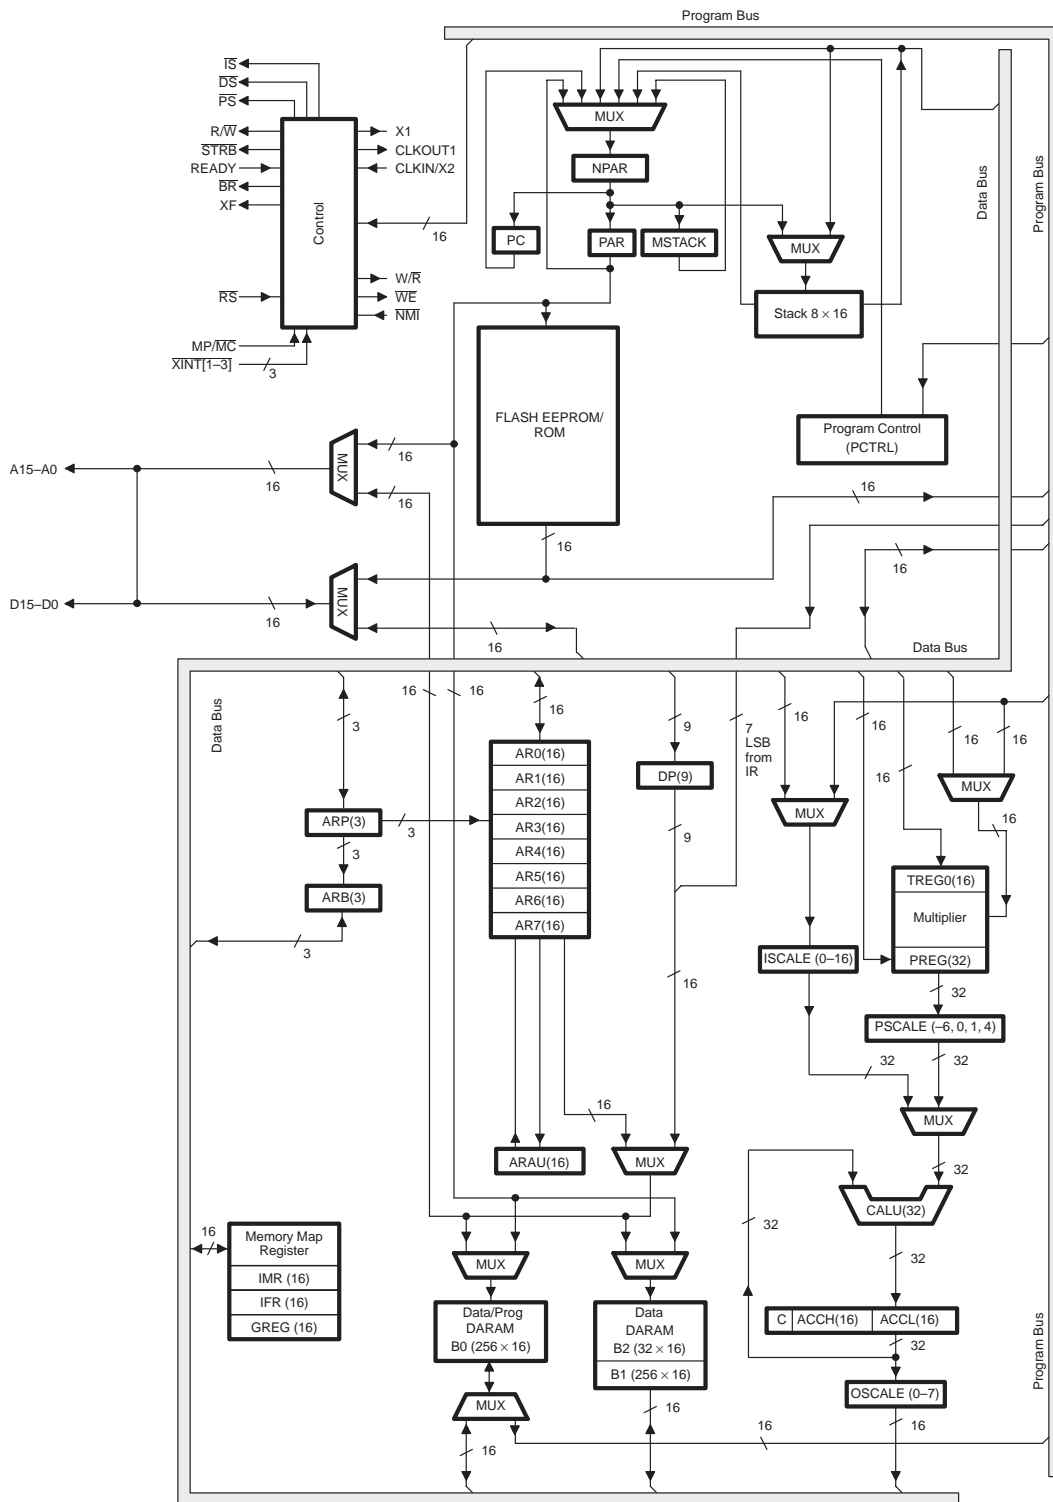 Program Bus
IS
DS
PS
R/W
STRB
READY
BR
XF
RS
MP/MC
XINT[1–3]
3
Control
X1
CLKOUT1
CLKIN/X2
16
W/R
WE
NMI
MUX
NPAR
PC
PAR
MSTACK
MUX
Stack 8 × 16
Data Bus
Program Bus
FLASH EEPROM/
ROM
Program Control
(PCTRL)
A15–A0
16
MUX
16
16
16
16
D15–D0
16
MUX
16
16
Data Bus
Data Bus
3
16
16
16
9
7
LSB
from
IR
16
16
16
16
16
AR0(16)
AR1(16)
AR2(16)
AR3(16)
AR4(16)
AR5(16)
AR6(16)
AR7(16)
DP(9)
9
MUX
MUX
16
ARP(3)
3
3
ARB(3)
3
TREG0(16)
Multiplier
PREG(32)
ISCALE (0–16)
16
32
PSCALE (–6, 0, 1, 4)
32
32
MUX
16
32
ARAU(16)
MUX
CALU(32)
32
32
16
Memory Map
Register
IMR (16)
IFR (16)
GREG (16)
MUX
MUX
Data/Prog
DARAM
B0 (256 × 16)
Data
DARAM
B2 (32 × 16)
B1 (256 × 16)
C
ACCH(16)
ACCL(16)
32
OSCALE (0–7)
MUX
16
16
16
16
Program Bus